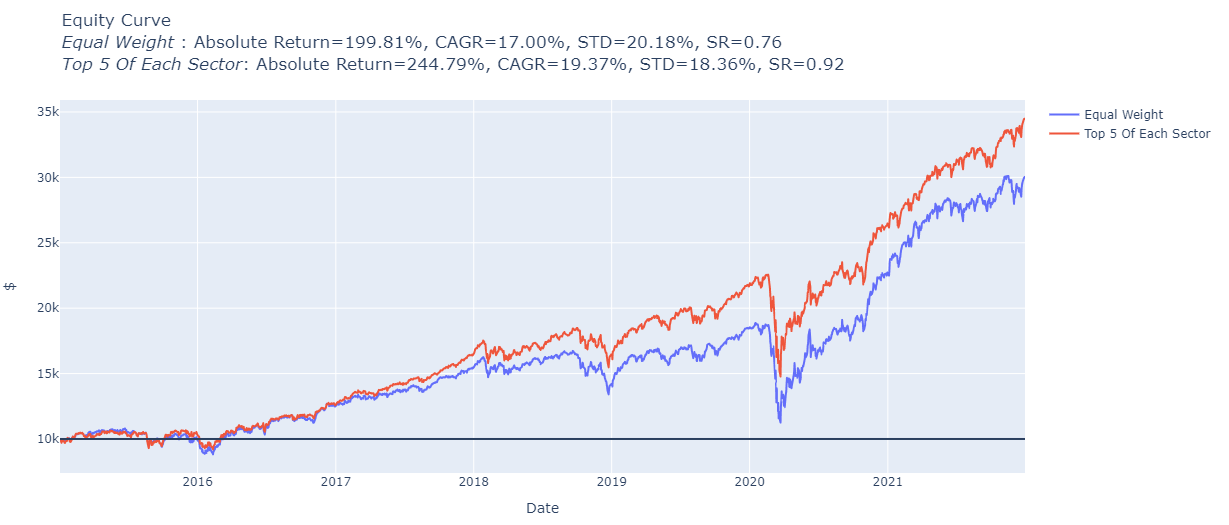 Equity Curve
Equal Weight : Absolute Return=199.81%, CAGR=17.00%, STD=20.18%, SR=0.76
Top 5 Of Each Sector: Absolute Return=244.79%, CAGR=19.37%, STD=18.36%, SR=0.92
35k
30k
25k
20k
15k
10k
$
2016
2017
2018
2019
2020
2021
Date
Equal Weight
Top 5 Of Each Sector